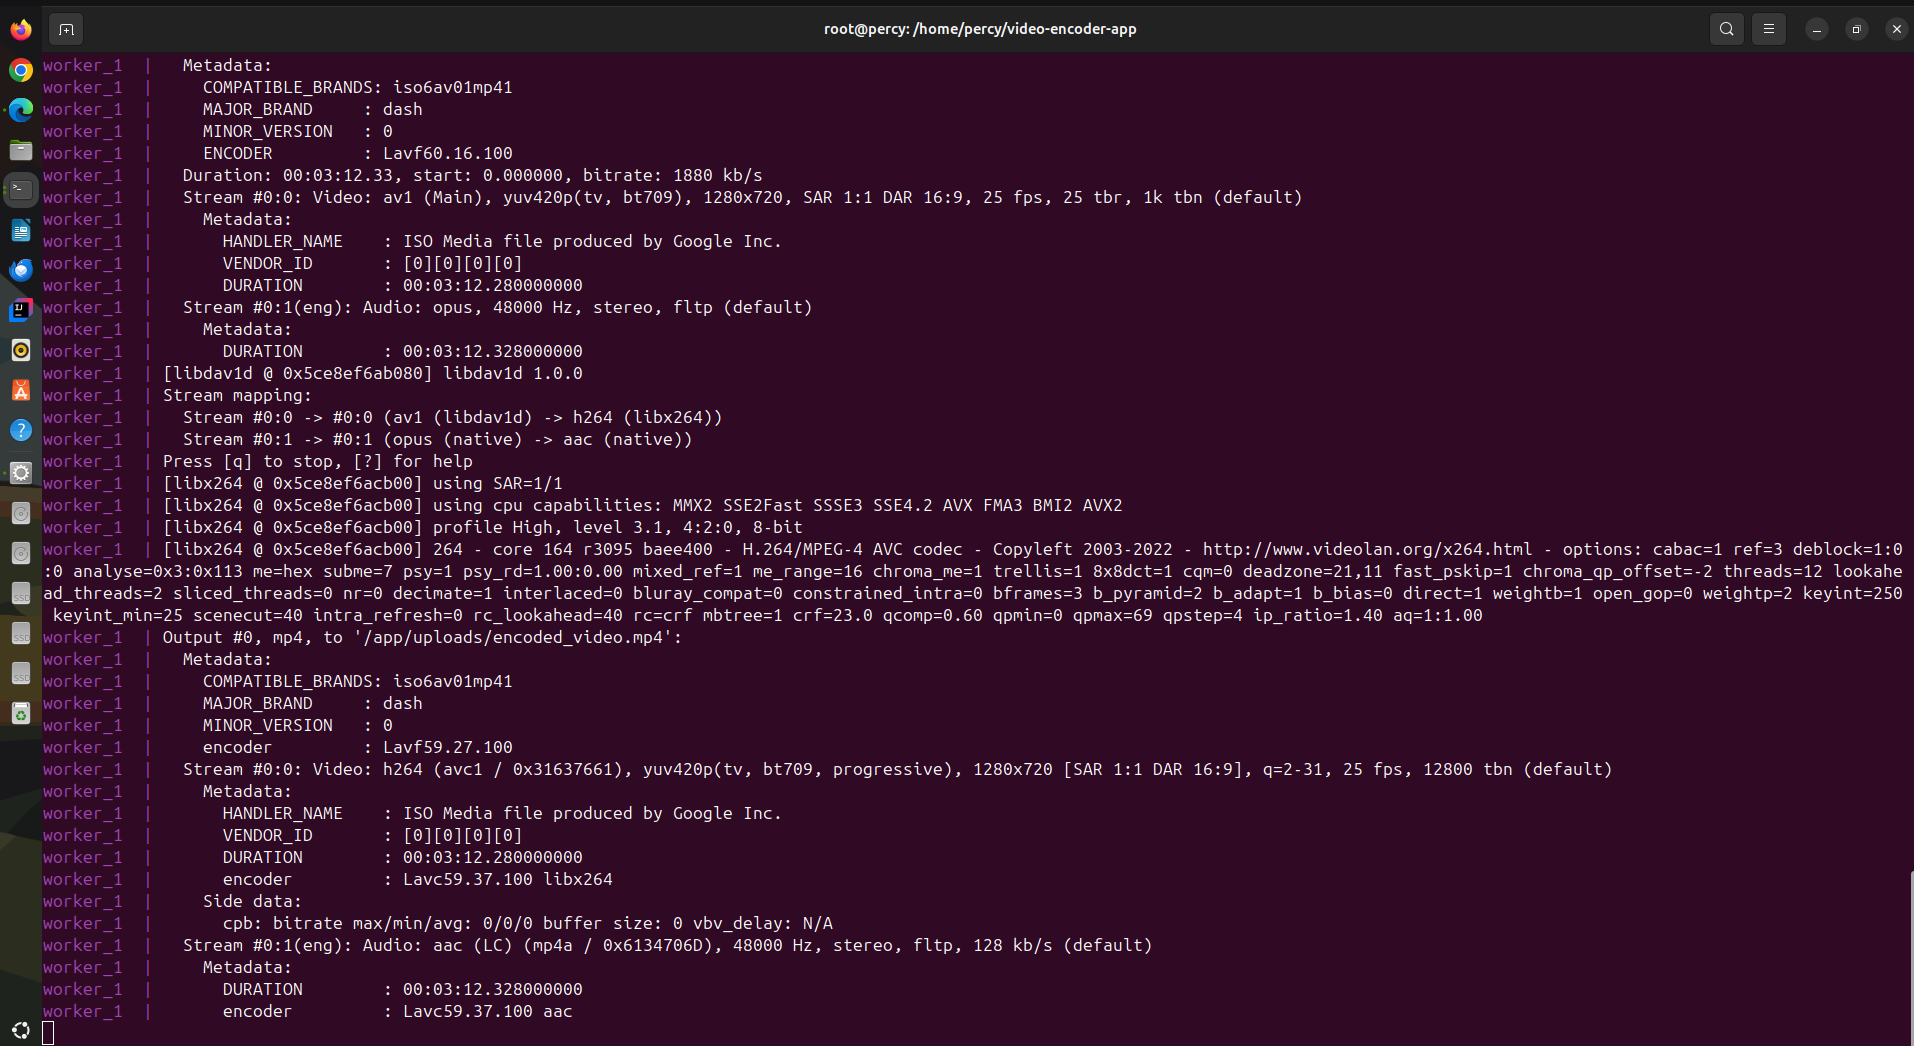 root@percy: /home/percy/video-encoder-app
worker_1  |   Metadata:
worker_1  |     COMPATIBLE_BRANDS: iso6av01mp41
worker_1  |     MAJOR_BRAND     : dash
worker_1  |     MINOR_VERSION   : 0
worker_1  |     ENCODER         : Lavf60.16.100
worker_1  |   Duration: 00:03:12.33, start: 0.000000, bitrate: 1880 kb/s
worker_1  |   Stream #0:0: Video: av1 (Main), yuv420p(tv, bt709), 1280x720, SAR 1:1 DAR 16:9, 25 fps, 25 tbr, 1k tbn (default)
worker_1  |     Metadata:
worker_1  |       HANDLER_NAME    : ISO Media file produced by Google Inc.
worker_1  |       VENDOR_ID       : [0][0][0][0]
worker_1  |       DURATION        : 00:03:12.280000000
worker_1  |   Stream #0:1(eng): Audio: opus, 48000 Hz, stereo, fltp (default)
worker_1  |     Metadata:
worker_1  |       DURATION        : 00:03:12.328000000
worker_1  | [libdav1d @ 0x5ce8ef6ab080] libdav1d 1.0.0
worker_1  | Stream mapping:
worker_1  |   Stream #0:0 -> #0:0 (av1 (libdav1d) -> h264 (libx264))
worker_1  |   Stream #0:1 -> #0:1 (opus (native) -> aac (native))
worker_1  | Press [q] to stop, [?] for help
worker_1  | [libx264 @ 0x5ce8ef6acb00] using SAR=1/1
worker_1  | [libx264 @ 0x5ce8ef6acb00] using cpu capabilities: MMX2 SSE2Fast SSSE3 SSE4.2 AVX FMA3 BMI2 AVX2
worker_1  | [libx264 @ 0x5ce8ef6acb00] profile High, level 3.1, 4:2:0, 8-bit
worker_1  | [libx264 @ 0x5ce8ef6acb00] 264 - core 164 r3095 baee400 - H.264/MPEG-4 AVC codec - Copyleft 2003-2022 - http://www.videolan.org/x264.html - options: cabac=1 ref=3 deblock=1:0
:0 analyse=0x3:0x113 me=hex subme=7 psy=1 psy_rd=1.00:0.00 mixed_ref=1 me_range=16 chroma_me=1 trellis=1 8x8dct=1 cqm=0 deadzone=21,11 fast_pskip=1 chroma_qp_offset=-2 threads=12 lookahe
ad_threads=2 sliced_threads=0 nr=0 decimate=1 interlaced=0 bluray_compat=0 constrained_intra=0 bframes=3 b_pyramid=2 b_adapt=1 b_bias=0 direct=1 weightb=1 open_gop=0 weightp=2 keyint=250
 keyint_min=25 scenecut=40 intra_refresh=0 rc_lookahead=40 rc=crf mbtree=1 crf=23.0 qcomp=0.60 qpmin=0 qpmax=69 qpstep=4 ip_ratio=1.40 aq=1:1.00
worker_1  | Output #0, mp4, to '/app/uploads/encoded_video.mp4':
worker_1  |   Metadata:
worker_1  |     COMPATIBLE_BRANDS: iso6av01mp41
worker_1  |     MAJOR_BRAND     : dash
worker_1  |     MINOR_VERSION   : 0
worker_1  |     encoder         : Lavf59.27.100
worker_1  |   Stream #0:0: Video: h264 (avc1 / 0x31637661), yuv420p(tv, bt709, progressive), 1280x720 [SAR 1:1 DAR 16:9], q=2-31, 25 fps, 12800 tbn (default)
worker_1  |     Metadata:
worker_1  |       HANDLER_NAME    : ISO Media file produced by Google Inc.
worker_1  |       VENDOR_ID       : [0][0][0][0]
worker_1  |       DURATION        : 00:03:12.280000000
worker_1  |       encoder         : Lavc59.37.100 libx264
worker_1  |     Side data:
worker_1  |       cpb: bitrate max/min/avg: 0/0/0 buffer size: 0 vbv_delay: N/A
worker_1  |   Stream #0:1(eng): Audio: aac (LC) (mp4a / 0x6134706D), 48000 Hz, stereo, fltp, 128 kb/s (default)
worker_1  |     Metadata:
worker_1  |       DURATION        : 00:03:12.328000000
worker_1  |       encoder         : Lavc59.37.100 aac